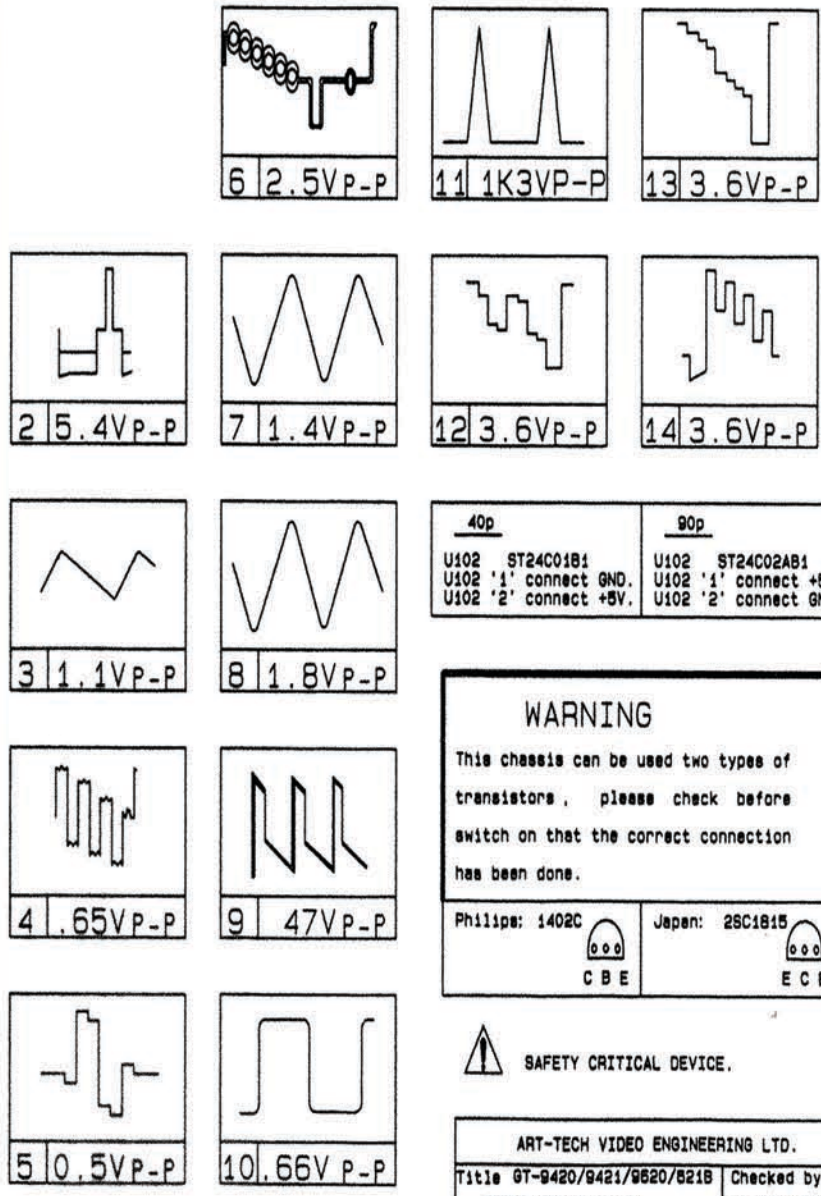 6 2.5V P-P
11 1K3VP-P
13 3.6VP-P
2 5.4VP-P
7 1.4VP-P
12 3.6VP-P
14 3.6VP-P
3 1.1VP-P
8 1.8VP-P
40p
U102 ST24C01B1
U102 '1' connect GND.
U102 '2' connect +5V.
90p
U102 ST24C02AB1
U102 '1' connect
U102 '2' connect
WARNING
This chassis can be used two types of
transistors , please check before
switch on that the correct connection
has been done.
4 .65VP-P
9 47VP-P
Philips: 1402C
C B E
Japan: 2SC1815
E C
SAFETY CRITICAL DEVICE.
5 0.5VP-P
10 .66V P-P
ART-TECH VIDEO ENGINEERING LTD.
Title GT-9420/9421/9620/5218
Checked by